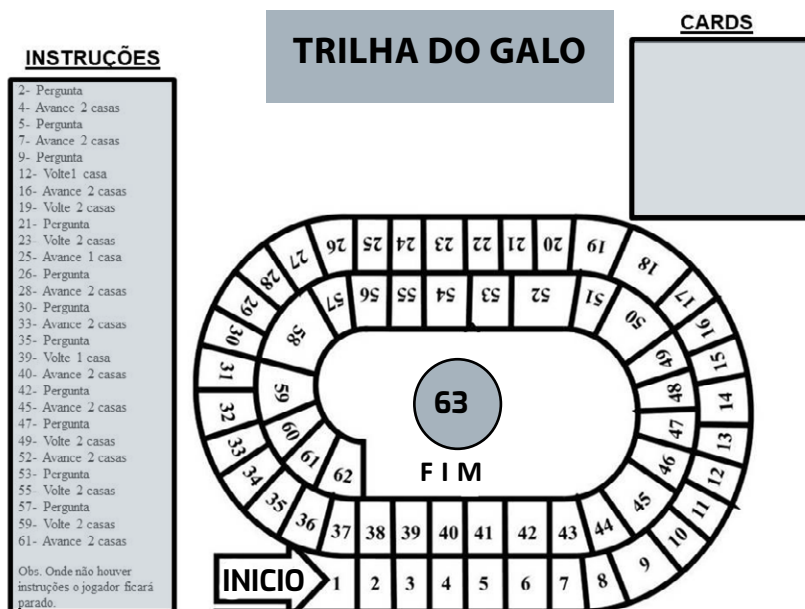 TRILHA DO GALO
CARDS
INSTRUÇÕES
2- Pergunta
4- Avance 2 casas
5- Pergunta
7- Avance 2 casas
9- Pergunta
12- Volte1 casa
16- Avance 2 casas
19- Volte 2 casas
21- Pergunta
23 Volte 2 casas
25- Avance 1 casa
26- Pergunta
28- Avance 2 casas
30- Pergunta
33- Avance 2 casas
35- Pergunta
39- Volte 1 casa
40- Avance 2 casas
42- Pergunta
45- Avance 2 casas
47- Pergunta
49- Volte 2 casas
52- Avance 2 casas
53- Pergunta
55 Volte 2 casas
57- Pergunta
59- Volte 2 casas
61- Avance 2 casas
Obs. Onde não houver
instruções o jogador ficará
parado.
INICIO
1
2
3
4
5
6
7
8
9
10
11
12
13
14
15
16
17
18
19
20
21
22
23
24
25
26
27
28
29
30
31
32
33
34
35
36
37
38
39
40
41
42
43
44
45
46
47
48
49
50
51
52
53
54
55
56
57
58
59
60
61
62
63
FIM